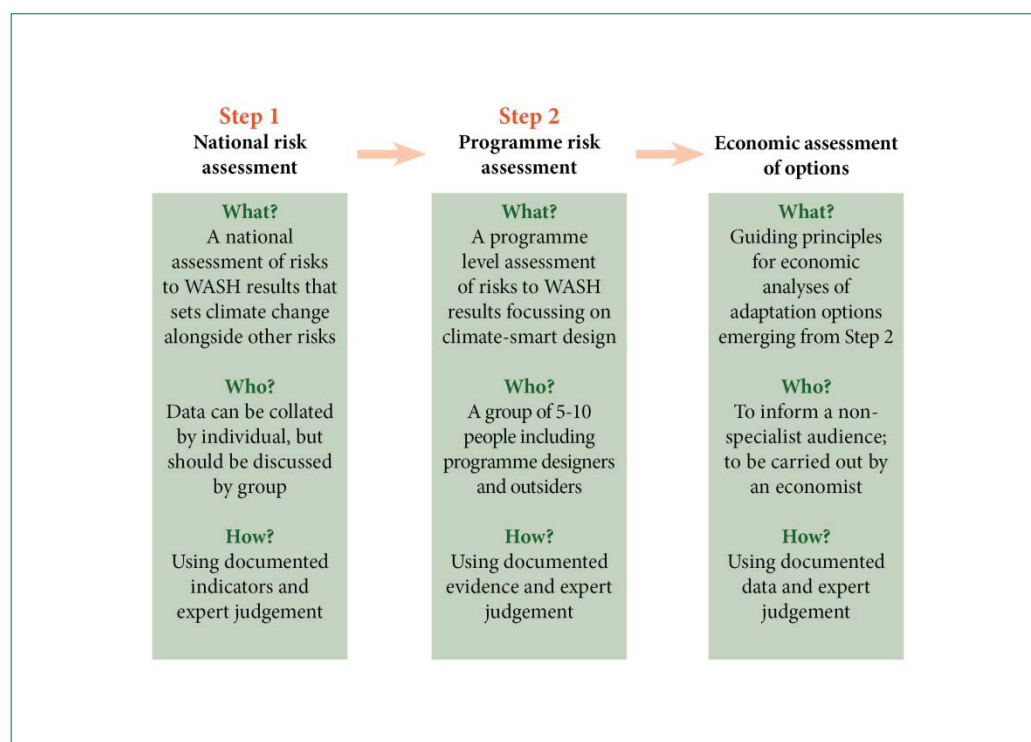 Step 1
National risk
assessment
What?
A national
assessment of risks
to WASH results that
sets climate change
alongside other risks
Who?
Data can be collated
by individual, but
should be discussed
by group
How?
Using documented
indicators and
expert judgement
Step 2
Programme risk
assessment
What?
A programme
level assessment
of risks to WASH
results focussing on
climate-smart design
Who?
A group of 5-10
people including
programme designers
and outsiders
How?
Using documented
evidence and expert
judgement
Economic assessment
of options
What?
Guiding principles
for economic
analyses of
adaptation options
emerging from Step 2
Who?
To inform a non-
specialist audience;
to be carried out by
an economist
How?
Using documented
data and expert
judgement